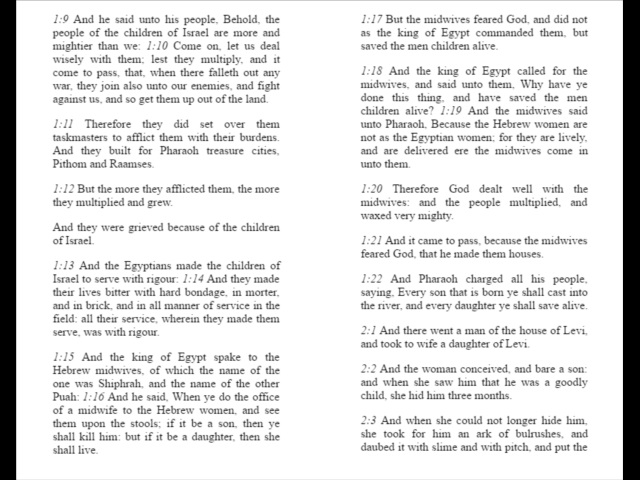 1:9 And he said unto his people, Behold, the
people of the children of Israel are more and
mightier than we: 1:10 Come on, let us deal
wisely with them; lest they multiply, and it
come to pass, that, when there falleth out any
war, they join also unto our enemies, and fight
against us, and so get them up out of the land.
1:11 Therefore they did set over them
taskmasters to afflict them with their burdens.
And they built for Pharaoh treasure cities,
Pithom and Raamses.
1:12 But the more they afflicted them, the more
they multiplied and grew.
And they were grieved because of the children
of Israel.
1:13 And the Egyptians made the children of
Israel to serve with rigour: 1:14 And they made
their lives bitter with hard bondage, in morter,
and in brick, and in all manner of service in the
field: all their service, wherein they made them
serve, was with rigour.
1:15 And the king of Egypt spake to the
Hebrew midwives, of which the name of the
one was Shiphrah, and the name of the other
Puah: 1:16 And he said, When ye do the office
of a midwife to the Hebrew women, and see
them upon the stools; if it be a son, then ye
shall kill him: but if it be a daughter, then she
shall live.
1:17 But the midwives feared God, and did not
as the king of Egypt commanded them, but
saved the men children alive.
1:18 And the king of Egypt called for the
midwives, and said unto them, Why have ye
done this thing, and have saved the men
children alive? 1:19 And the midwives said
unto Pharaoh, Because the Hebrew women are
not as the Egyptian women; for they are lively,
and are delivered ere the midwives come in
unto them.
1:20 Therefore God dealt well with the
midwives: and the people multiplied, and
waxed very mighty.
1:21 And it came to pass, because the midwives
feared God, that he made them houses.
1:22 And Pharaoh charged all his people,
saying, Every son that is born ye shall cast into
the river, and every daughter ye shall save alive.
2:1 And there went a man of the house of Levi,
and took to wife a daughter of Levi.
2:2 And the woman conceived, and bare a son:
and when she saw him that he was a goodly
child, she hid him three months.
2:3 And when she could not longer hide him,
she took for him an ark of bulrushes, and
daubed it with slime and with pitch, and put the